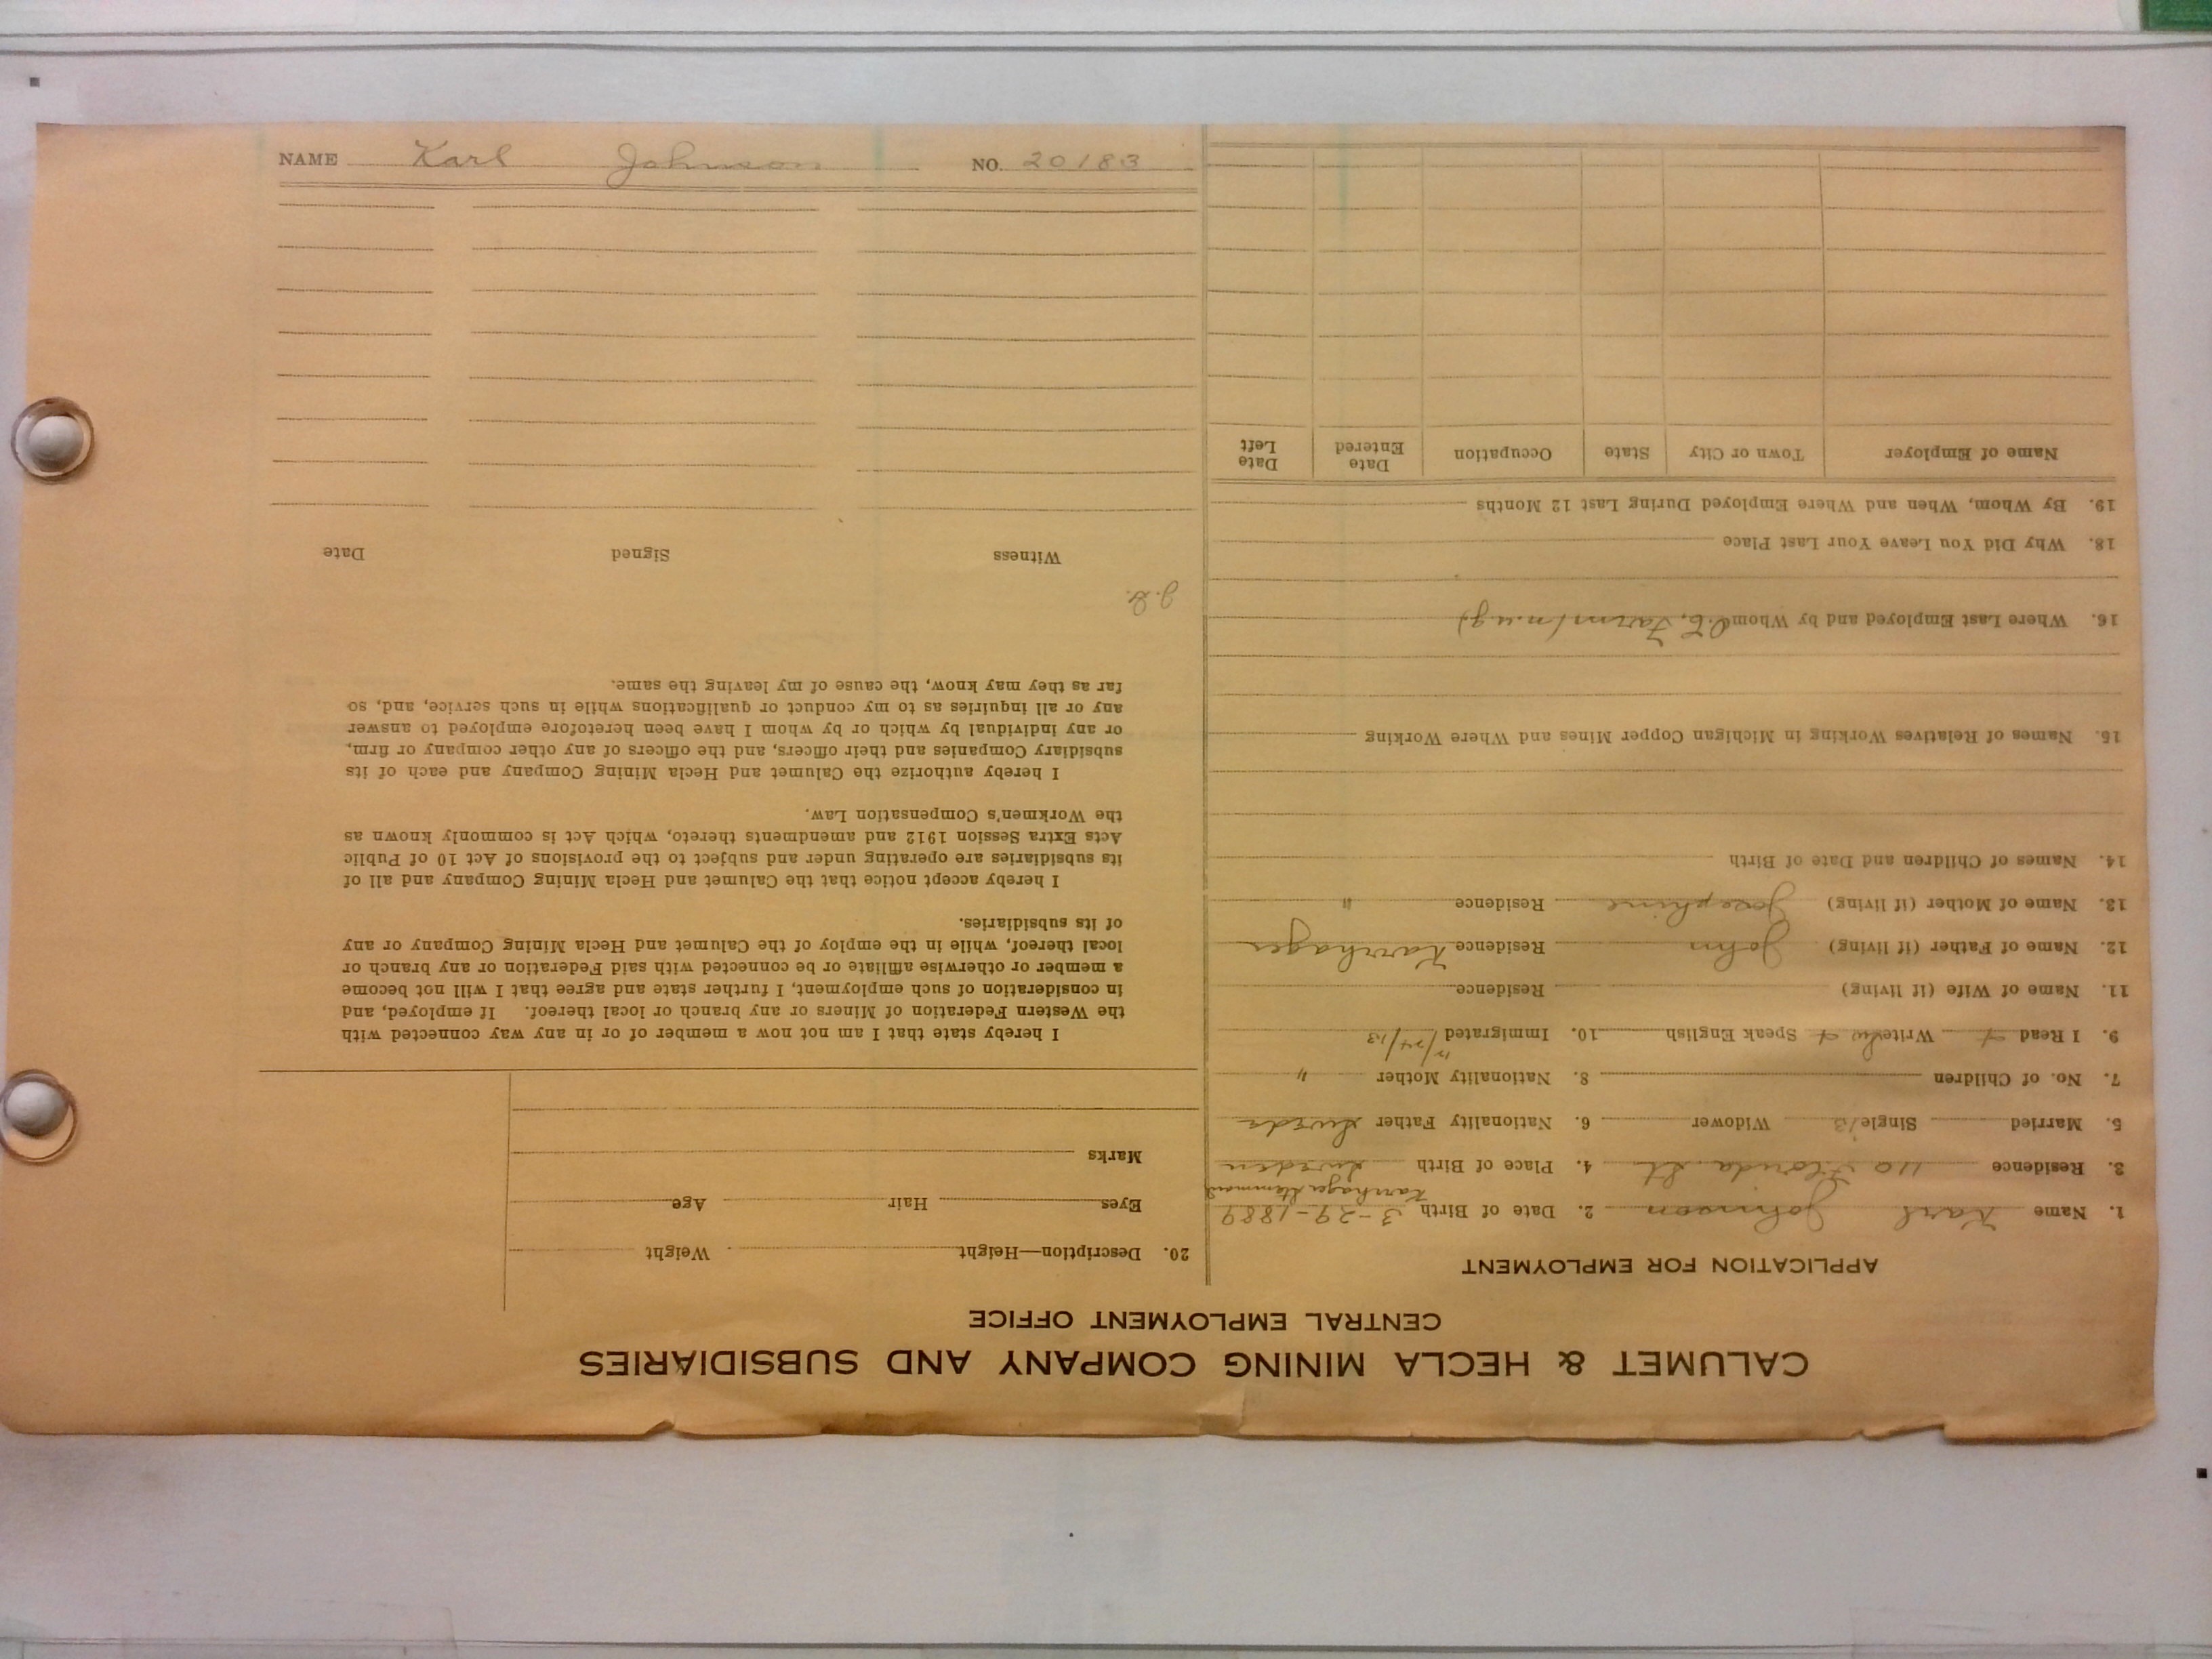 CALUMET & HECLA MINING COMPANY AND SUBSIDIARIES
CENTRAL EMPLOYMENT OFFICE
APPLICATION FOR EMPLOYMENT
1. Name Karl Johnson 2. Date of Birth 3-29-1889
Karrhager
3. Residence 110 Florida St. 4. Place of Birth Sweden
5. Married Single Widower 6. Nationality Father Swede
7. No. of Children 8. Nationality Mother "
9. I Read Write Speak English 10. Immigrated
11. Name of Wife (if living) Residence
12. Name of Father (if living) John Residence Karrhager
13. Name of Mother (if living) Josephine Residence "
14. Names of Children and Date of Birth
15. Names of Relatives Working in Michigan Copper Mines and Where Working
16. Where Last Employed and by Whom Farm
18. Why Did You Leave Your Last Place
19. By Whom, When and Where Employed During Last 12 Months
Name of Employer Town or City State Occupation Date Entered Date Left
20. Description—Height Weight
Eyes Hair Age
Marks
I hereby state that I am not now a member of or in any way connected with
the Western Federation of Miners or any branch or local thereof. If employed, and
in consideration of such employment, I further state and agree that I will not become
a member or otherwise affiliate or be connected with said Federation or any branch or
local thereof, while in the employ of the Calumet and Hecla Mining Company or any
of its subsidiaries.
I hereby accept notice that the Calumet and Hecla Mining Company and all of
its subsidiaries are operating under and subject to the provisions of Act 10 of Public
Acts Extra Session 1912 and amendments thereto, which Act is commonly known as
the Workmen's Compensation Law.
I hereby authorize the Calumet and Hecla Mining Company and each of its
subsidiary Companies and their officers, and the officers of any other company or firm,
or any individual by which or by whom I have been heretofore employed to answer
any or all inquiries as to my conduct or qualifications while in such service, and, so
far as they may know, the cause of my leaving the same.
Witness Signed Date
NAME Karl Johnson NO. 20183